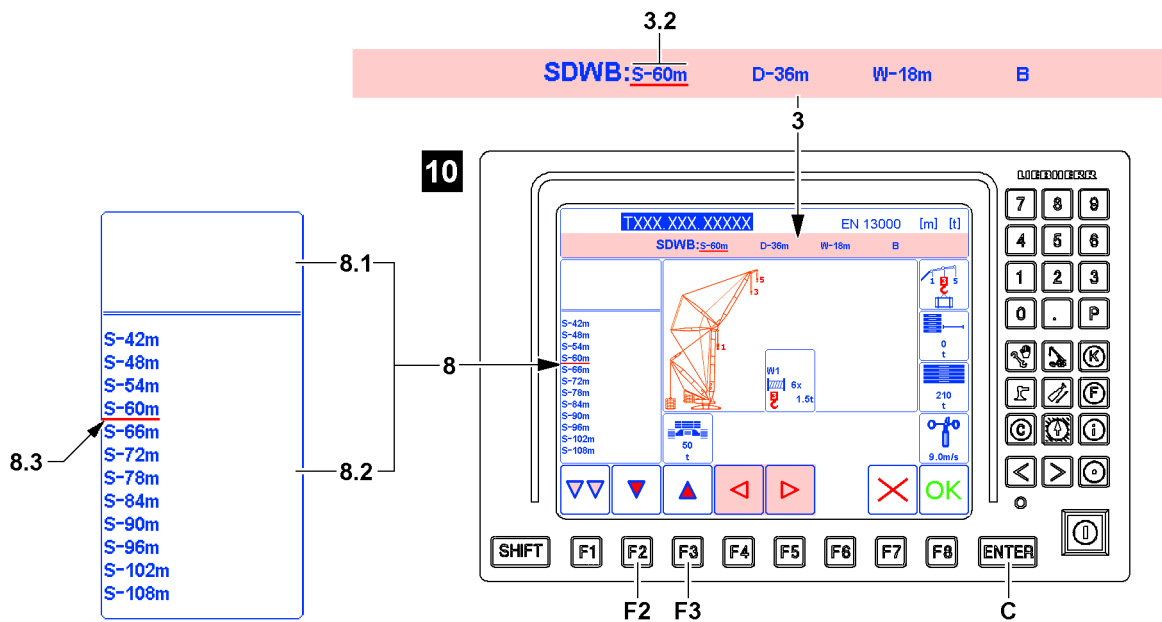 3.2
SDWB: S-60m D-36m W-18m B
3
10
LIEBHERR
TXXX.XXX.XXXXX EN 13000 [m] [t]
SDWB: S-60m D-36m W-18m B
7 8 9
4 5 6
1 2 3
0 . P
K
F
C i
< >
8.1
8
8.2
8.3
S-42m
S-48m
S-54m
S-60m
S-66m
S-72m
S-78m
S-84m
S-90m
S-96m
S-102m
S-108m
S-42m
S-48m
S-54m
S-60m
S-66m
S-72m
S-78m
S-84m
S-90m
S-96m
S-102m
S-108m
5
3
1
W1
6x
3
1.5t
50
t
1 3 5
0
t
210
t
9.0m/s
OK
SHIFT F1 F2 F3 F4 F5 F6 F7 F8 ENTER
F2 F3 C